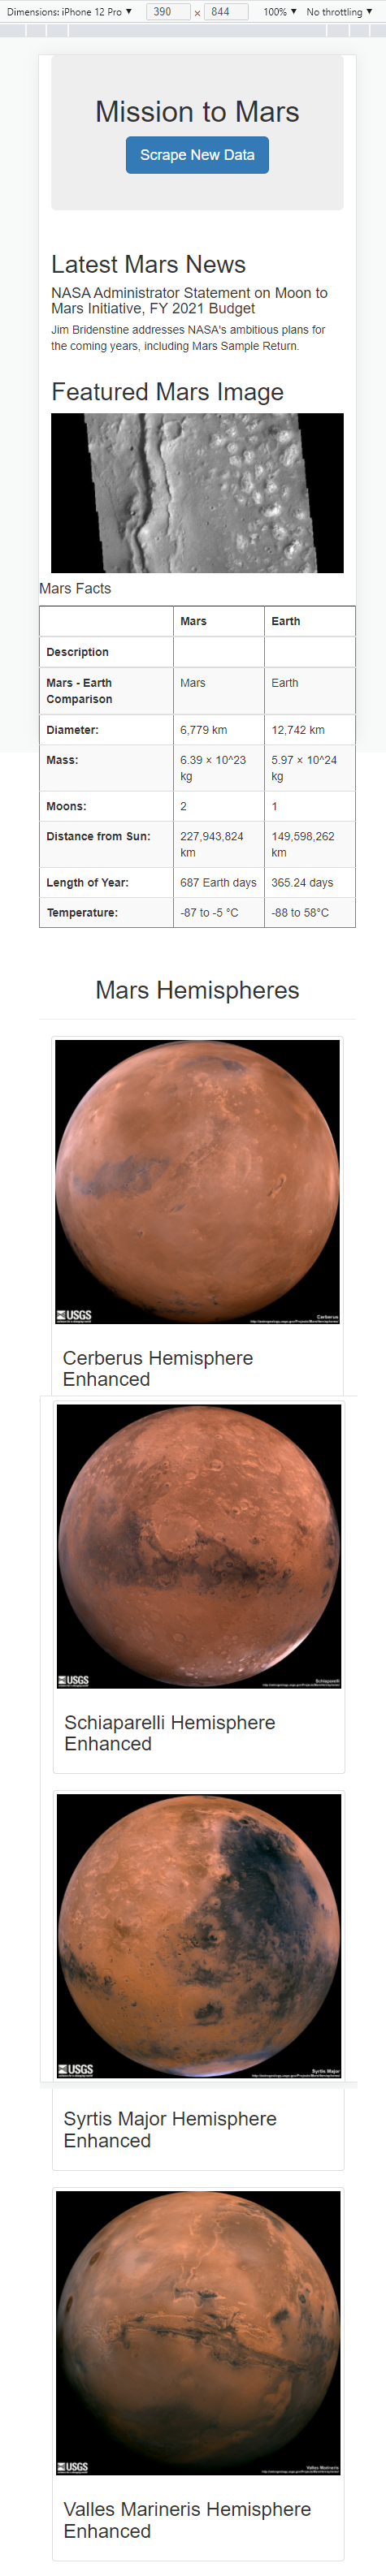 Dimensions: iPhone 12 Pro ▼ 390 x 844 100% ▼ No throttling ▼
Mission to Mars
Scrape New Data
Latest Mars News
NASA Administrator Statement on Moon to
Mars Initiative, FY 2021 Budget
Jim Bridenstine addresses NASA's ambitious plans for
the coming years, including Mars Sample Return.
Featured Mars Image
Mars Facts
Mars Earth
Description
Mars - Earth
Comparison Mars Earth
Diameter: 6,779 km 12,742 km
Mass: 6.39 × 10^23
kg 5.97 × 10^24
kg
Moons: 2 1
Distance from Sun: 227,943,824
km 149,598,262
km
Length of Year: 687 Earth days 365.24 days
Temperature: -87 to -5 °C -88 to 58°C
Mars Hemispheres
USGS Cerberus
Cerberus Hemisphere
Enhanced
USGS Schiaparelli
Schiaparelli Hemisphere
Enhanced
USGS Syrtis Major
Syrtis Major Hemisphere
Enhanced
USGS Valles Marineris
Valles Marineris Hemisphere
Enhanced